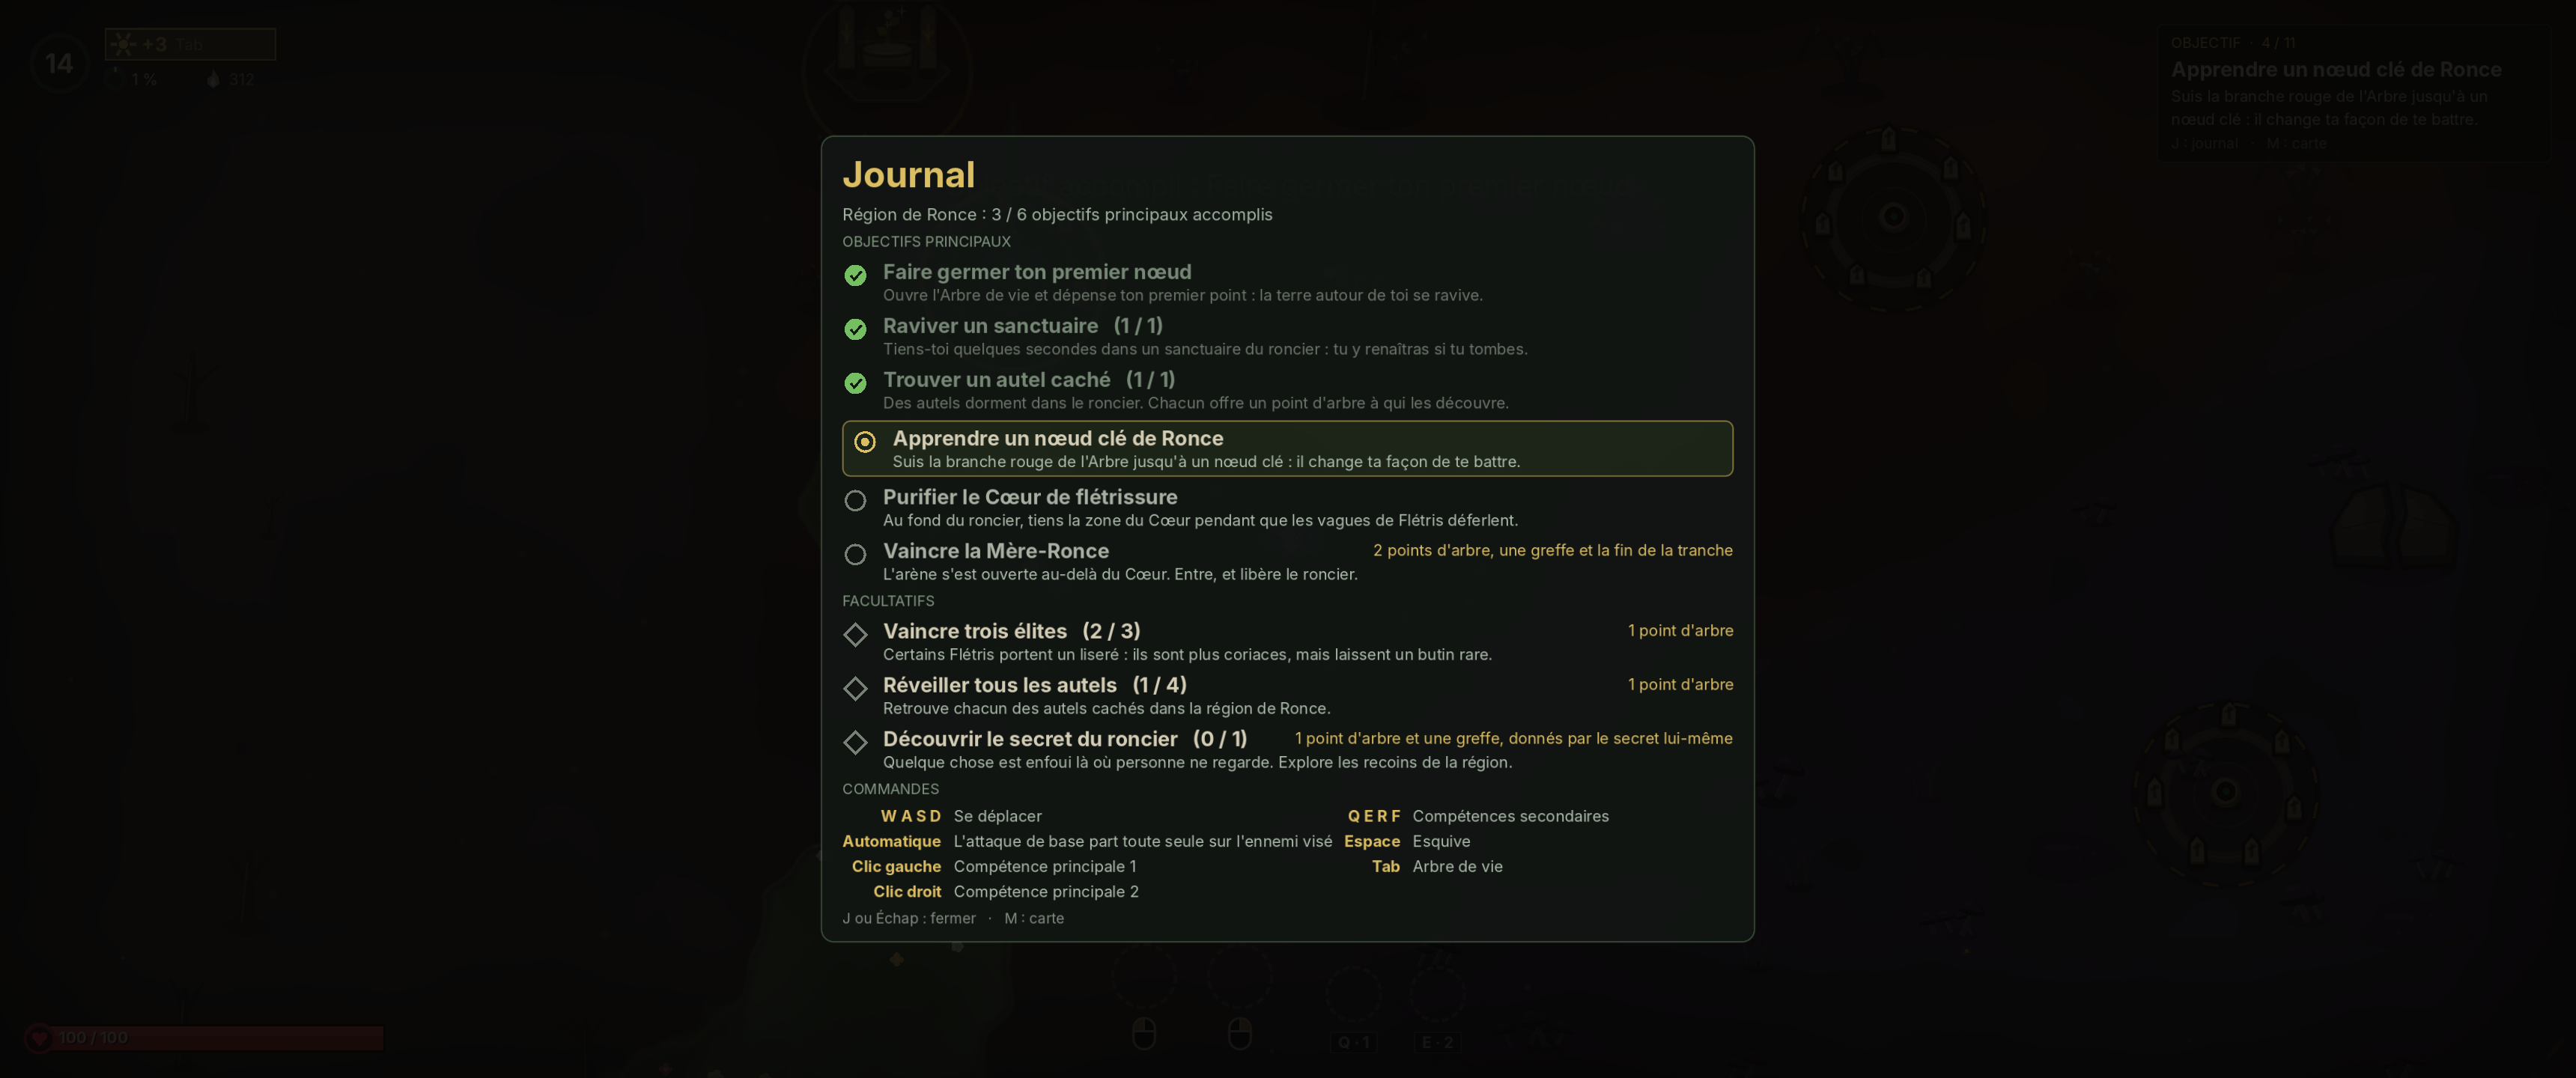 14
+3 Tab
1 %
312
OBJECTIF · 4 / 11
Apprendre un nœud clé de Ronce
Suis la branche rouge de l'Arbre jusqu'à un
nœud clé : il change ta façon de te battre.
J : journal · M : carte
Journal
accompli : Faire germer ton premier nœud
Région de Ronce : 3 / 6 objectifs principaux accomplis
OBJECTIFS PRINCIPAUX
Faire germer ton premier nœud
Ouvre l'Arbre de vie et dépense ton premier point : la terre autour de toi se ravive.
Raviver un sanctuaire (1 / 1)
Tiens-toi quelques secondes dans un sanctuaire du roncier : tu y renaîtras si tu tombes.
Trouver un autel caché (1 / 1)
Des autels dorment dans le roncier. Chacun offre un point d'arbre à qui les découvre.
Apprendre un nœud clé de Ronce
Suis la branche rouge de l'Arbre jusqu'à un nœud clé : il change ta façon de te battre.
Purifier le Cœur de flétrissure
Au fond du roncier, tiens la zone du Cœur pendant que les vagues de Flétris déferlent.
Vaincre la Mère-Ronce 2 points d'arbre, une greffe et la fin de la tranche
L'arène s'est ouverte au-delà du Cœur. Entre, et libère le roncier.
FACULTATIFS
Vaincre trois élites (2 / 3) 1 point d'arbre
Certains Flétris portent un liseré : ils sont plus coriaces, mais laissent un butin rare.
Réveiller tous les autels (1 / 4) 1 point d'arbre
Retrouve chacun des autels cachés dans la région de Ronce.
Découvrir le secret du roncier (0 / 1) 1 point d'arbre et une greffe, donnés par le secret lui-même
Quelque chose est enfoui là où personne ne regarde. Explore les recoins de la région.
COMMANDES
W A S D Se déplacer Q E R F Compétences secondaires
Automatique L'attaque de base part toute seule sur l'ennemi visé Espace Esquive
Clic gauche Compétence principale 1 Tab Arbre de vie
Clic droit Compétence principale 2
J ou Échap : fermer · M : carte
100 / 100
Q · 1
E · 2